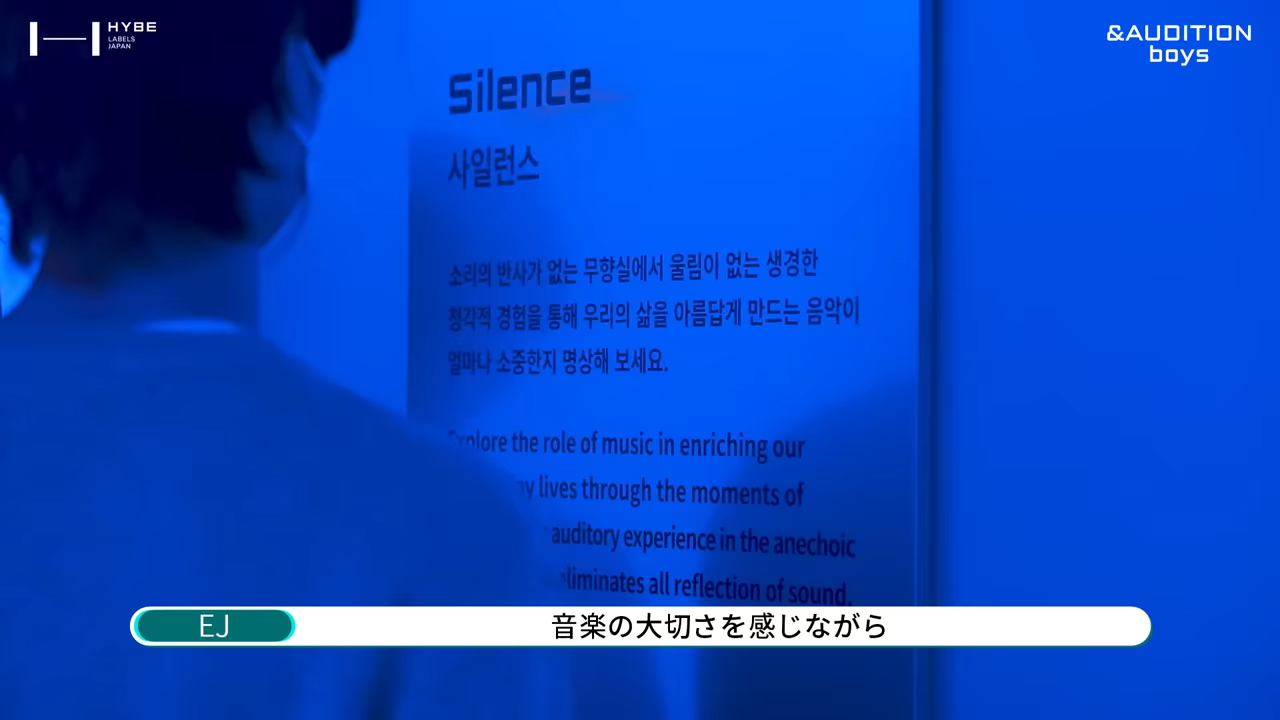 HYBE
LABELS
JAPAN
&AUDITION
boys
Silence
사일런스
소리의 반사가 없는 무향실에서 울림이 없는 생경한
청각적 경험을 통해 우리의 삶을 아름답게 만드는 음악이
얼마나 소중한지 명상해 보세요.
Explore the role of music in enriching our
lives through the moments of
auditory experience in the anechoic
eliminates all reflection of sound.
EJ
音楽の大切さを感じながら